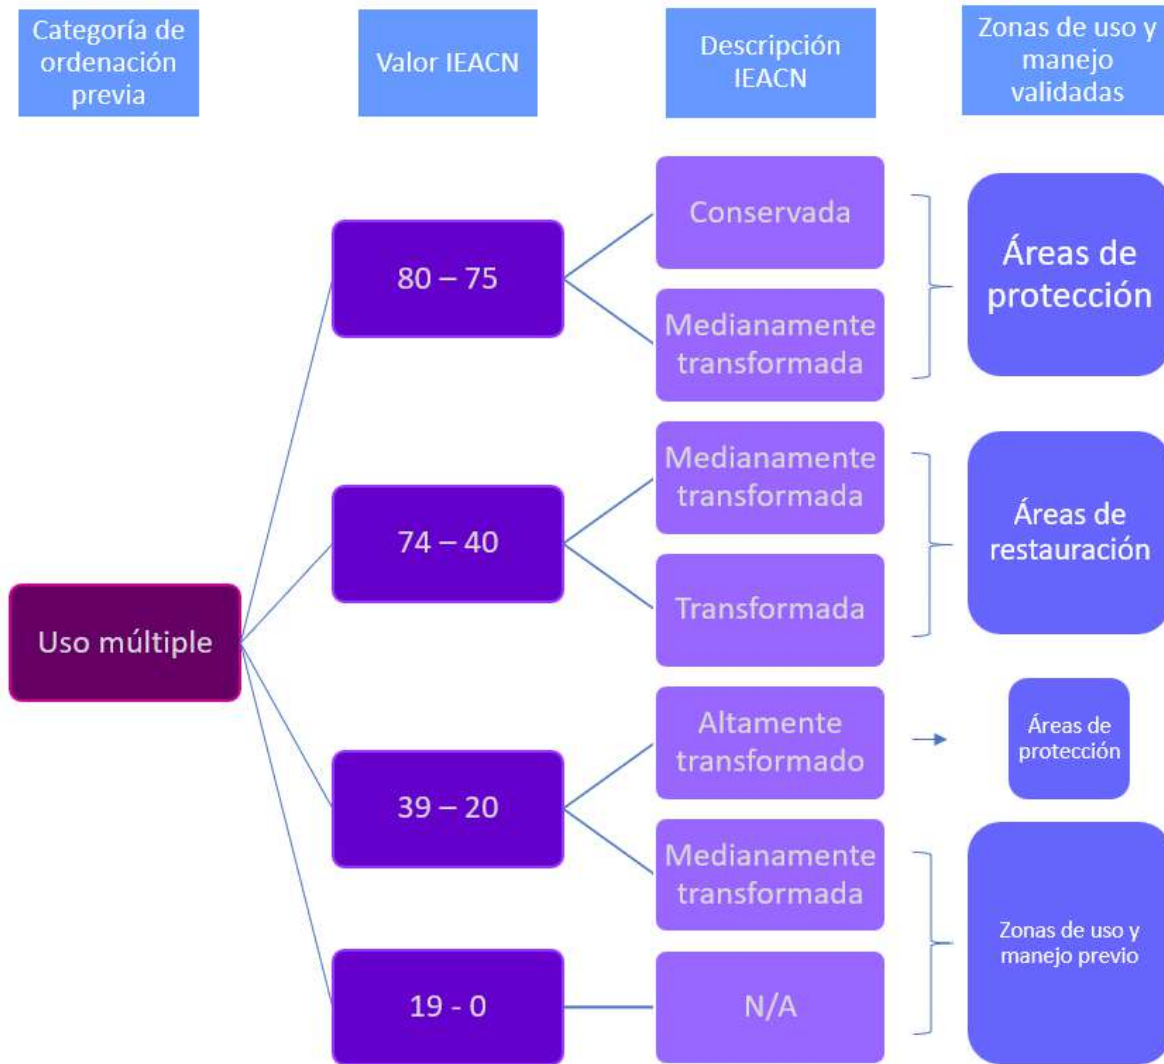 Categoría de
ordenación
previa
Valor IEACN
Descripción
IEACN
Zonas de uso y
manejo
validadas
Uso múltiple
80 – 75
Conservada
Medianamente
transformada
Áreas de
protección
74 – 40
Medianamente
transformada
Transformada
Áreas de
restauración
39 – 20
Altamente
transformado
Áreas de
protección
Medianamente
transformada
19 - 0
N/A
Zonas de uso y
manejo previo